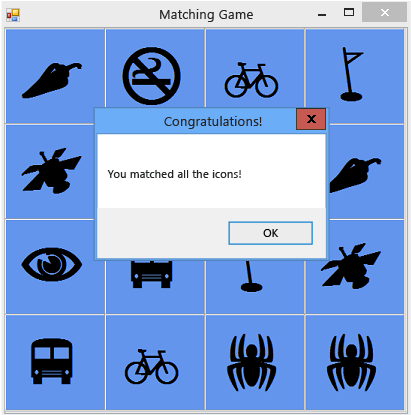 Matching Game
Congratulations!
You matched all the icons!
OK